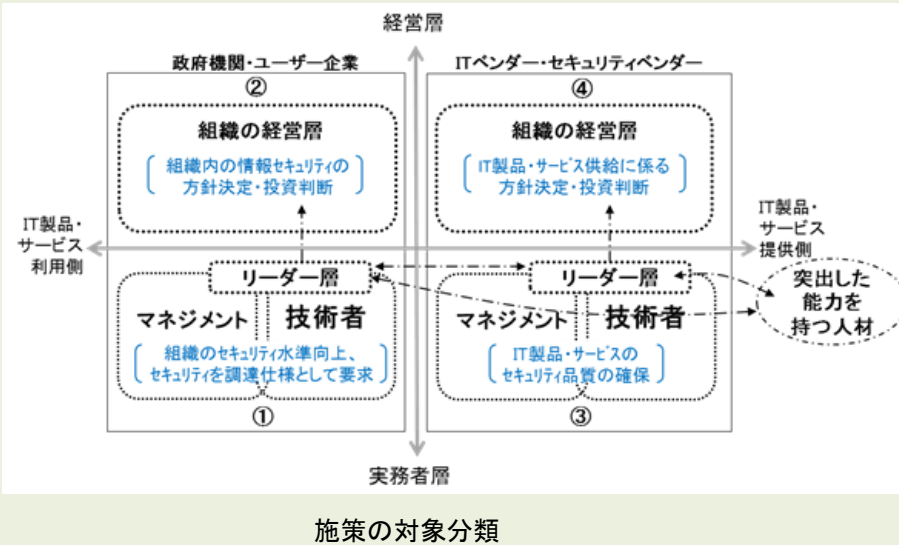 経営層
政府機関・ユーザー企業
②
組織の経営層
組織内の情報セキュリティの
方針決定・投資判断
ITベンダー・セキュリティベンダー
④
組織の経営層
IT製品・サービス供給に係る
方針決定・投資判断
IT製品・
サービス
利用側
IT製品・
サービス
提供側
リーダー層
マネジメント
技術者
組織のセキュリティ水準向上、
セキュリティを調達仕様として要求
①
リーダー層
マネジメント
技術者
IT製品・サービスの
セキュリティ品質の確保
③
突出した
能力を
持つ人材
実務者層
施策の対象分類